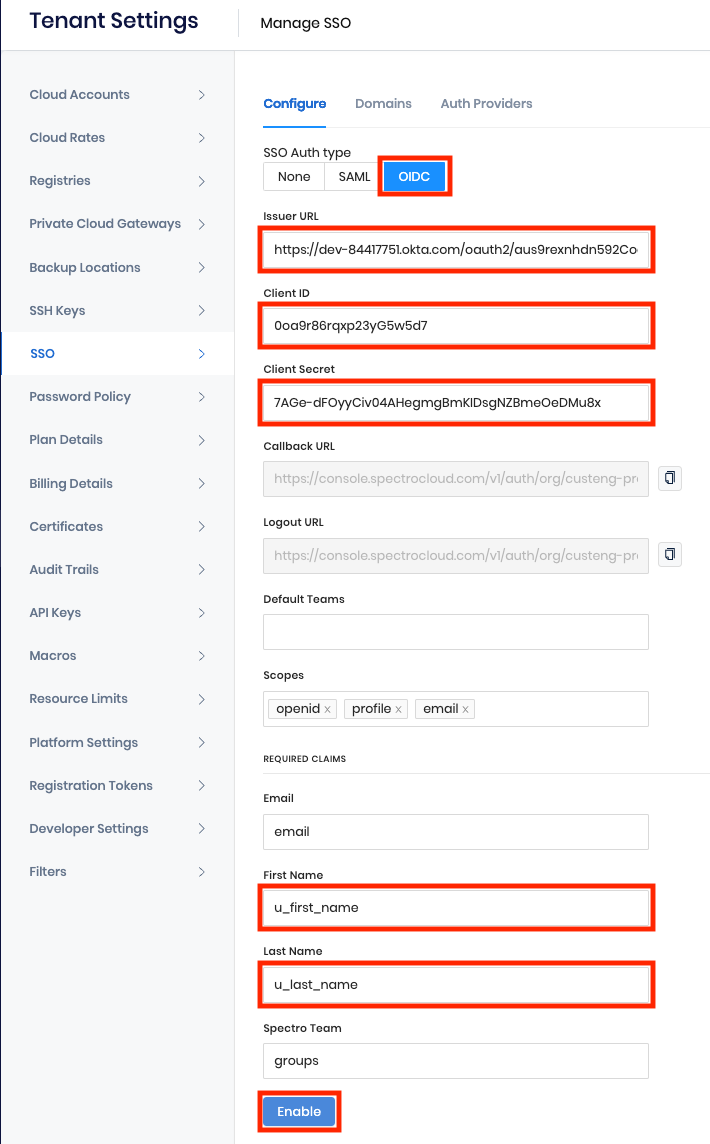 Tenant Settings
Manage SSO
Cloud Accounts
Cloud Rates
Registries
Private Cloud Gateways
Backup Locations
SSH Keys
SSO
Password Policy
Plan Details
Billing Details
Certificates
Audit Trails
API Keys
Macros
Resource Limits
Platform Settings
Registration Tokens
Developer Settings
Filters
Configure Domains Auth Providers
SSO Auth type
None SAML OIDC
Issuer URL
https://dev-84417751.okta.com/oauth2/aus9rexnhdn592Co
Client ID
0oa9r86rqxp23yG5w5d7
Client Secret
7AGe-dFOyyCiv04AHegmgBmKIDsgNZBmeOeDMu8x
Callback URL
https://console.spectrocloud.com/v1/auth/org/custeng-pr
Logout URL
https://console.spectrocloud.com/v1/auth/org/custeng-pr
Default Teams
Scopes
openid x profile x email x
REQUIRED CLAIMS
Email
email
First Name
u_first_name
Last Name
u_last_name
Spectro Team
groups
Enable